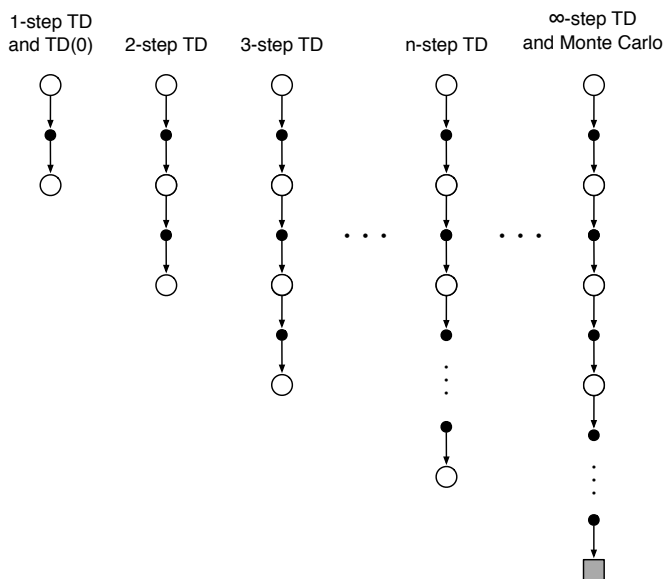 1-step TD
and TD(0)
2-step TD
3-step TD
n-step TD
∞-step TD
and Monte Carlo
. . .
. . .